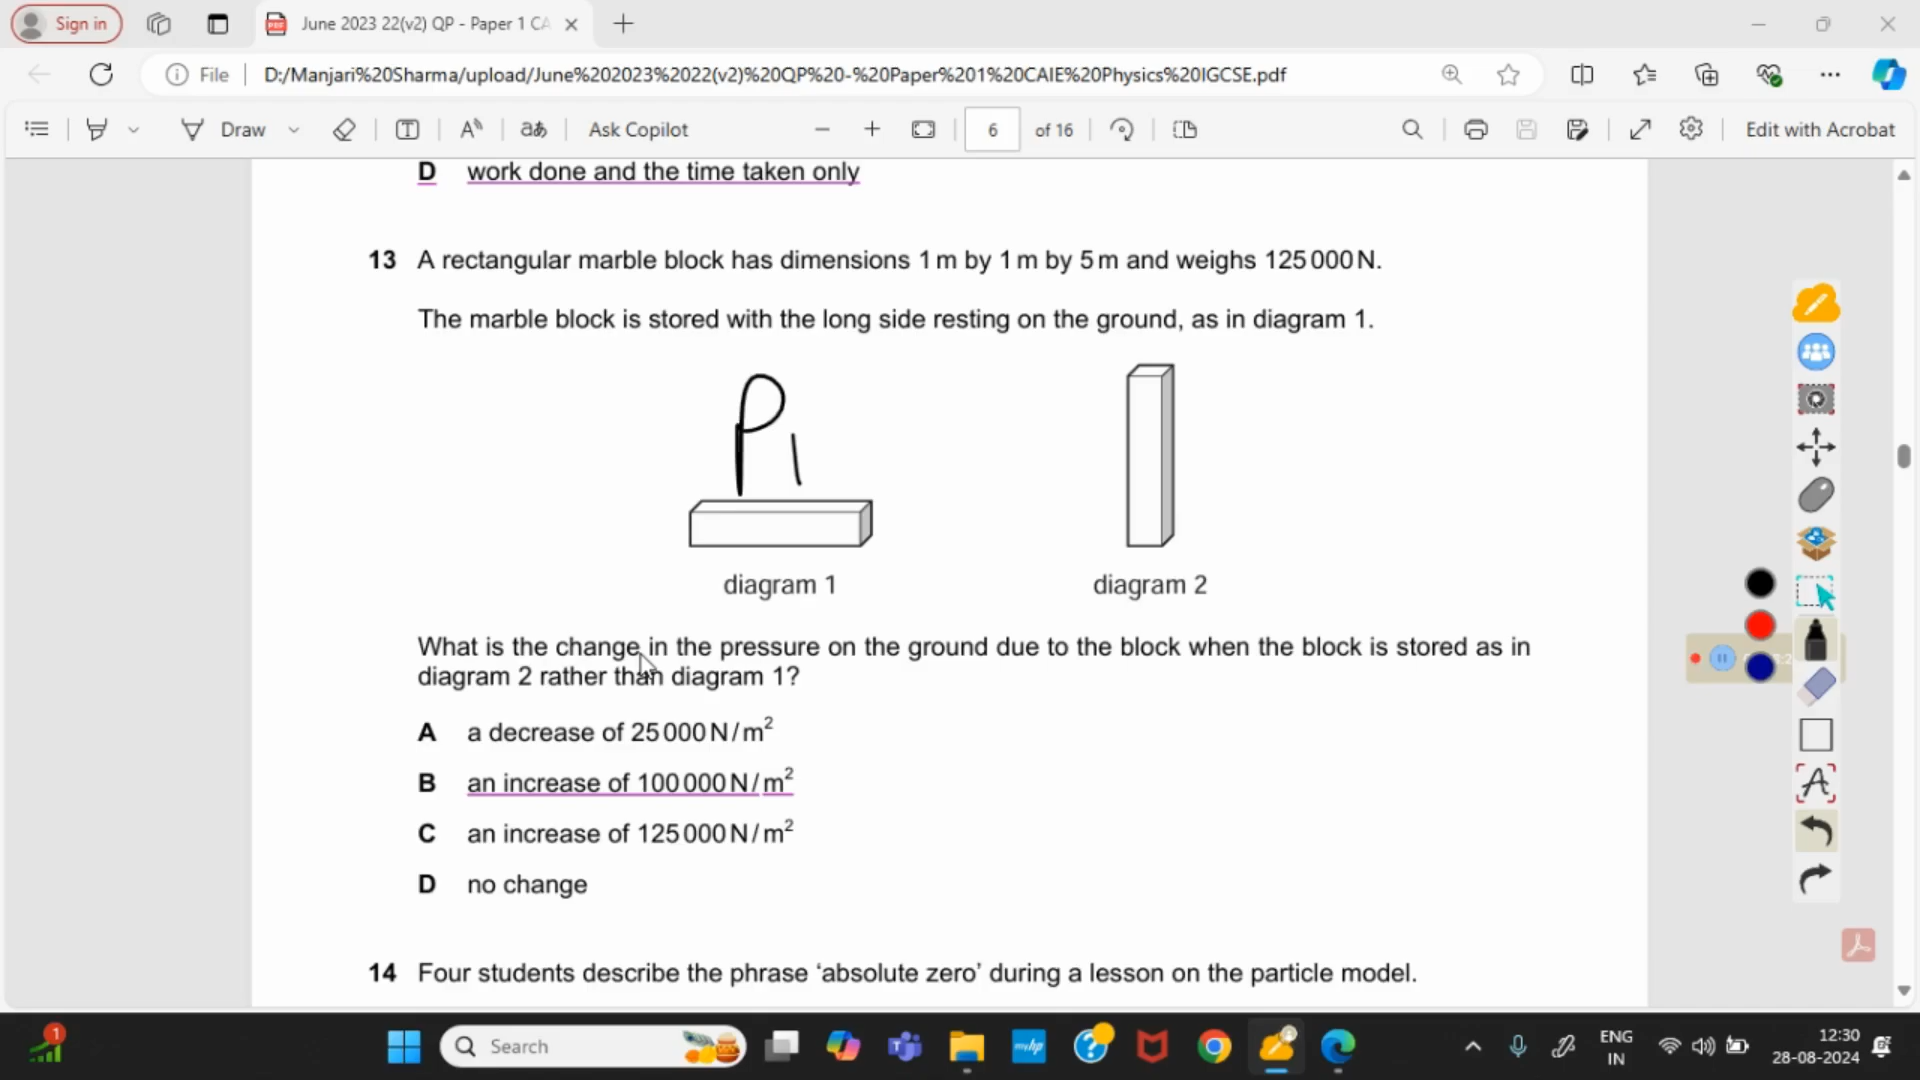 Sign in
June 2023 22(v2) QP - Paper 1 CA
File
D:/Manjari%20Sharma/upload/June%202023%2022(v2)%20QP%20-%20Paper%201%20CAIE%20Physics%20IGCSE.pdf
Draw
Ask Copilot
6
of 16
Edit with Acrobat
D work done and the time taken only
13 A rectangular marble block has dimensions 1 m by 1 m by 5 m and weighs 125 000 N.
The marble block is stored with the long side resting on the ground, as in diagram 1.
P1
diagram 1
diagram 2
What is the change in the pressure on the ground due to the block when the block is stored as in
diagram 2 rather than diagram 1?
A a decrease of 25 000 N/m²
B an increase of 100 000 N/m²
C an increase of 125 000 N/m²
D no change
14 Four students describe the phrase ‘absolute zero’ during a lesson on the particle model.
1
Search
myhp
ENG
IN
12:30
28-08-2024